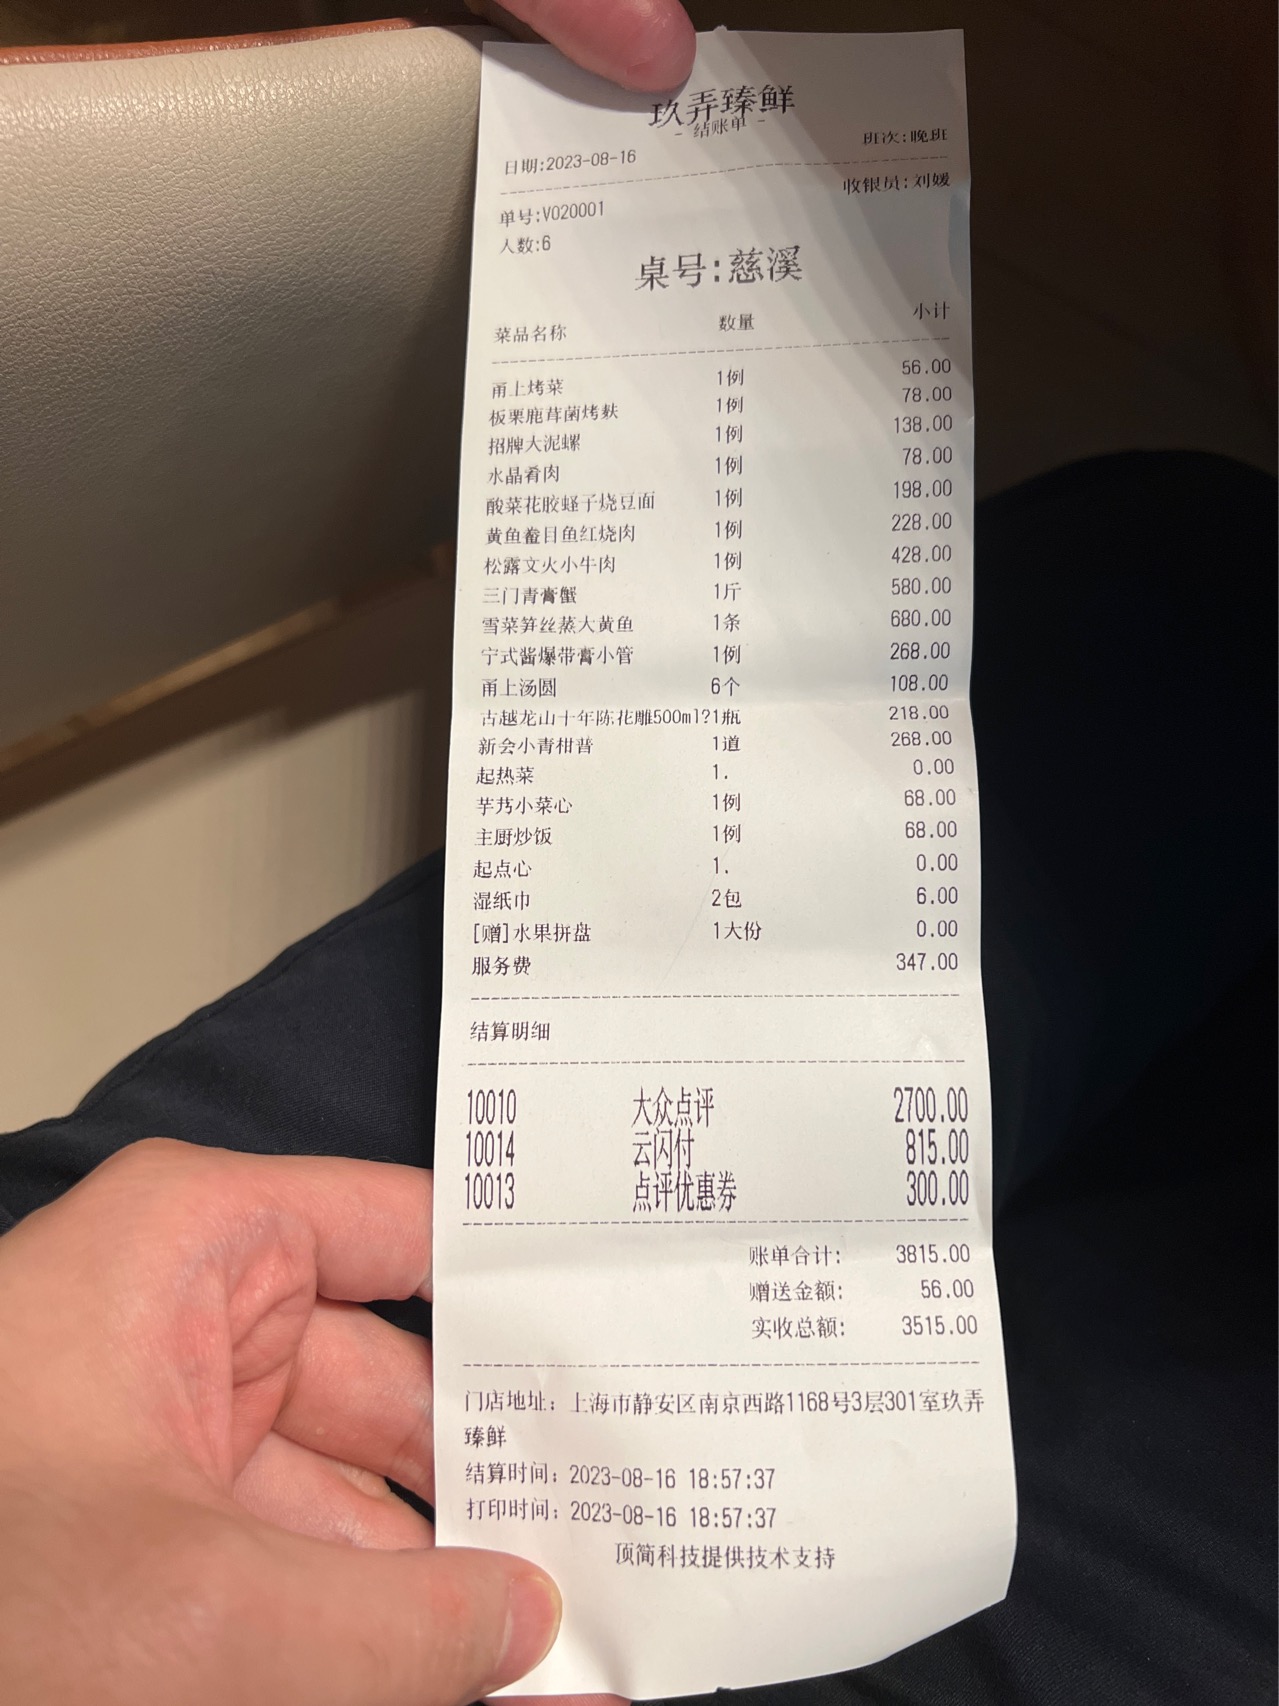 玖弄臻鲜
- 结账单 -
日期:2023-08-16 班次:晚班
单号:V020001 收银员:刘媛
人数:6
桌号:慈溪
菜品名称 数量 小计
甬上烤菜 1例 56.00
板栗鹿茸菌烤麸 1例 78.00
招牌大泥螺 1例 138.00
水晶肴肉 1例 78.00
酸菜花胶蛏子烧豆面 1例 198.00
黄鱼鲞目鱼红烧肉 1例 228.00
松露文火小牛肉 1例 428.00
三门青膏蟹 1斤 580.00
雪菜笋丝蒸大黄鱼 1条 680.00
宁式酱爆带膏小管 1例 268.00
甬上汤圆 6个 108.00
古越龙山十年陈花雕500ml?1瓶 218.00
新会小青柑普 1道 268.00
起热菜 1. 0.00
芋艿小菜心 1例 68.00
主厨炒饭 1例 68.00
起点心 1. 0.00
湿纸巾 2包 6.00
[赠]水果拼盘 1大份 0.00
服务费 347.00
结算明细
10010 大众点评 2700.00
10014 云闪付 815.00
10013 点评优惠券 300.00
账单合计: 3815.00
赠送金额: 56.00
实收总额: 3515.00
门店地址: 上海市静安区南京西路1168号3层301室玖弄
臻鲜
结算时间: 2023-08-16 18:57:37
打印时间: 2023-08-16 18:57:37
顶简科技提供技术支持